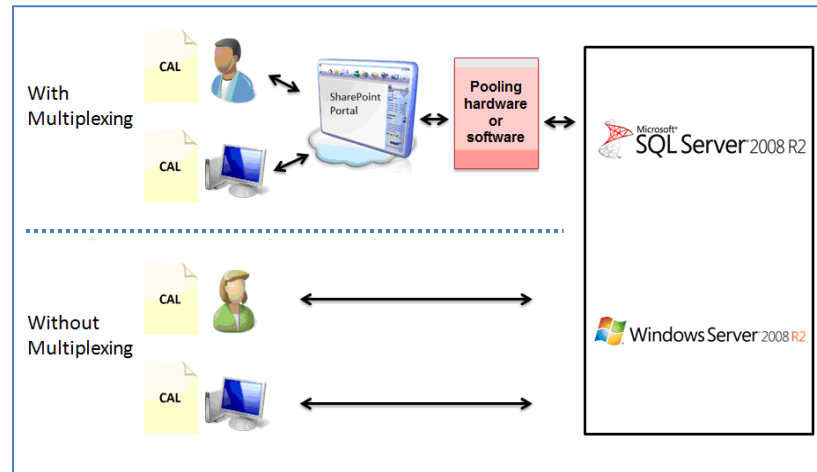 With
Multiplexing
CAL
SharePoint
Portal
Pooling
hardware
or
software
CAL
Microsoft®
SQL Server® 2008 R2
Without
Multiplexing
CAL
CAL
Windows Server® 2008 R2